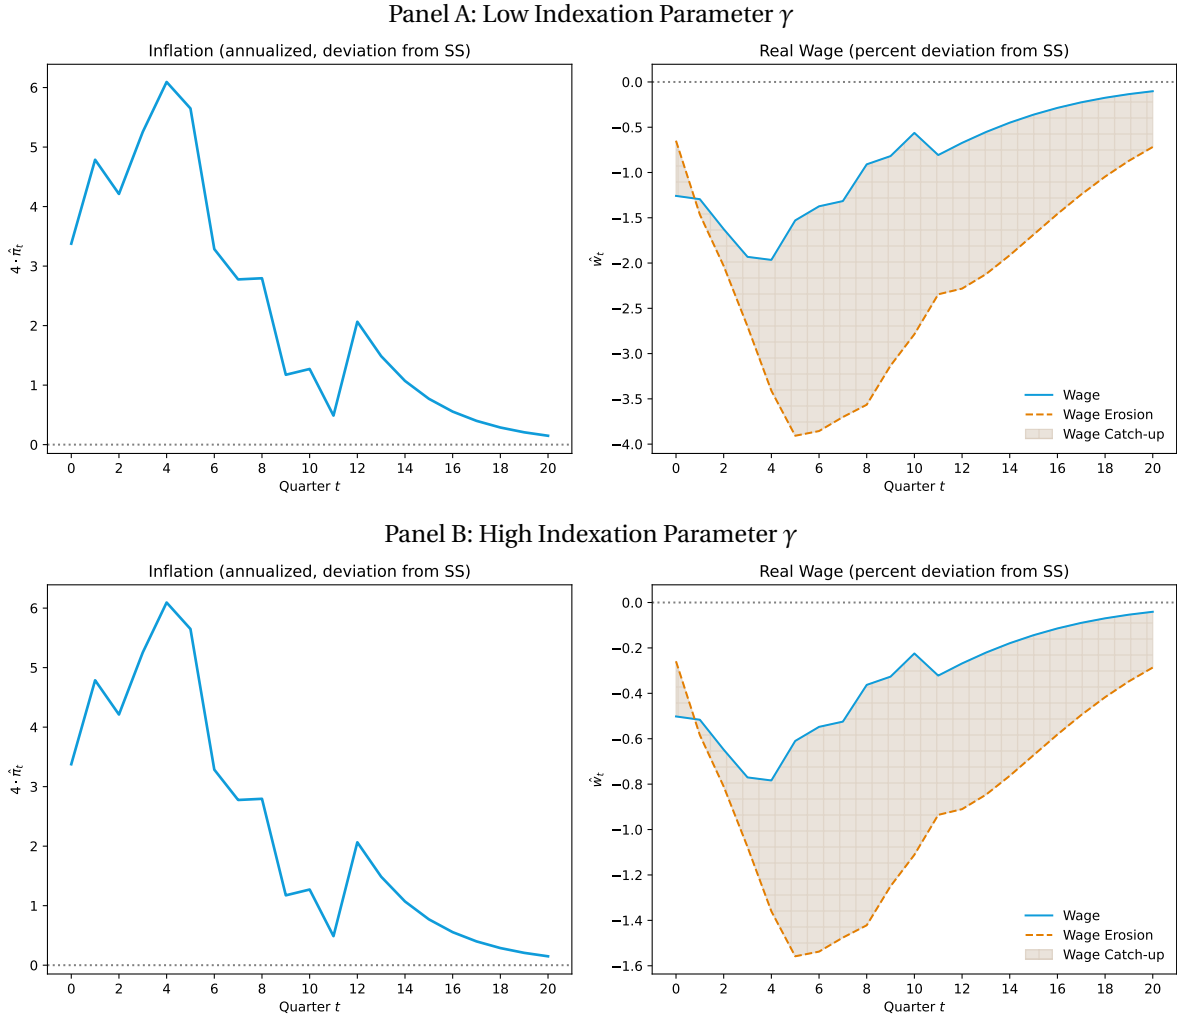 Panel A: Low Indexation Parameter γ
Inflation (annualized, deviation from SS)
6
5
4
3
2
1
0
4 · π̂ₜ
0 2 4 6 8 10 12 14 16 18 20
Quarter t
Real Wage (percent deviation from SS)
0.0
−0.5
−1.0
−1.5
−2.0
−2.5
−3.0
−3.5
−4.0
ŵₜ
Wage
Wage Erosion
Wage Catch-up
0 2 4 6 8 10 12 14 16 18 20
Quarter t
Panel B: High Indexation Parameter γ
Inflation (annualized, deviation from SS)
6
5
4
3
2
1
0
4 · π̂ₜ
0 2 4 6 8 10 12 14 16 18 20
Quarter t
Real Wage (percent deviation from SS)
0.0
−0.2
−0.4
−0.6
−0.8
−1.0
−1.2
−1.4
−1.6
ŵₜ
Wage
Wage Erosion
Wage Catch-up
0 2 4 6 8 10 12 14 16 18 20
Quarter t